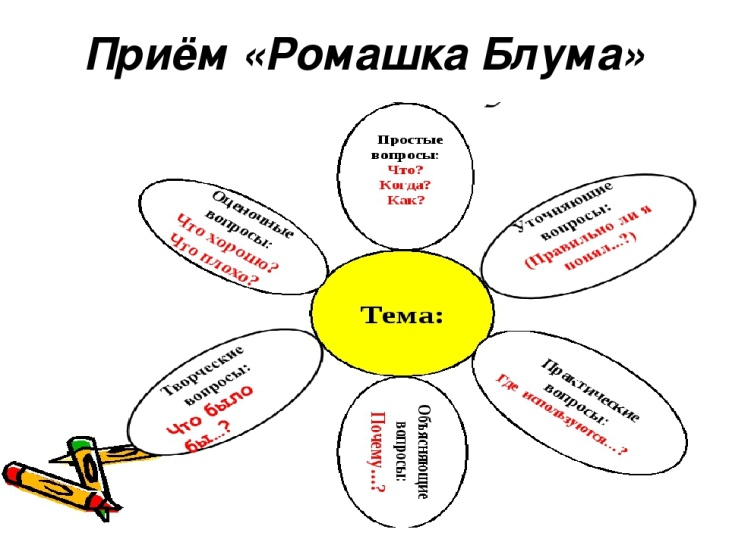 Приём «Ромашка Блума»
Простые
вопросы:
Что?
Когда?
Как?
Уточняющие
вопросы:
(Правильно ли я
понял...?)
Практические
вопросы:
Где используются...?
Объясняющие
вопросы:
Почему...?
Творческие
вопросы:
Что было
бы...?
Оценочные
вопросы:
Что хорошо?
Что плохо?
Тема: